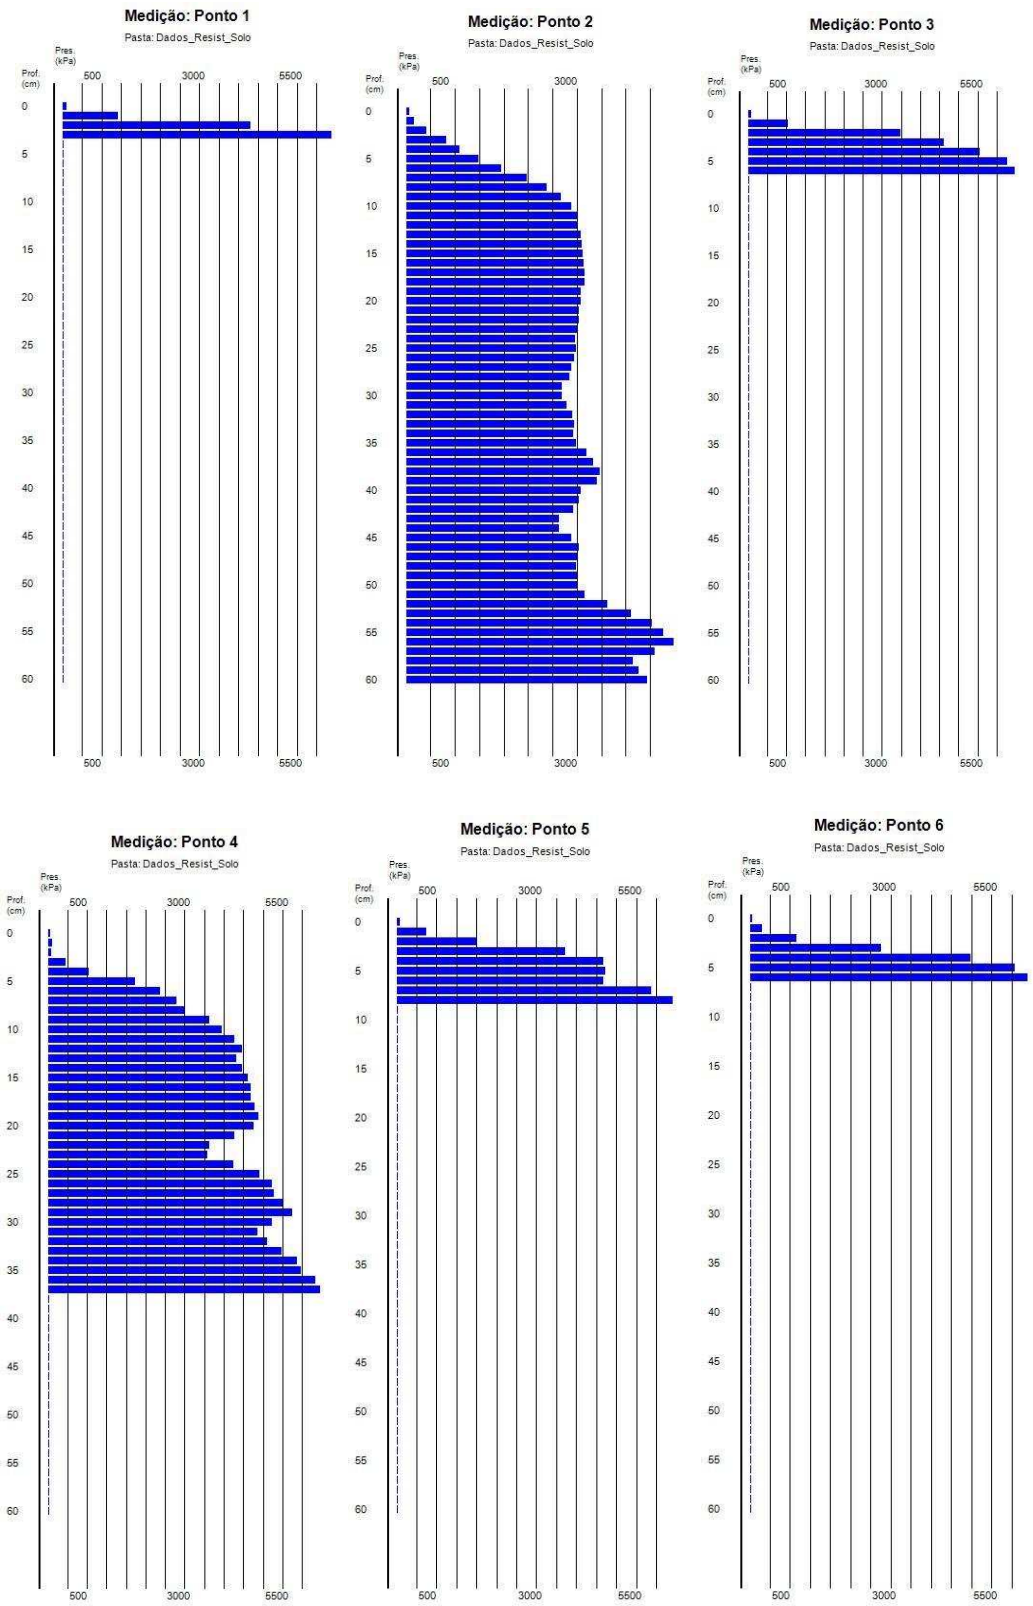 Medição: Ponto 1
Pasta: Dados_Resist_Solo
Pres.
(kPa)
Prof.
(cm)
500 3000 5500
0
5
10
15
20
25
30
35
40
45
50
55
60
500 3000 5500
Medição: Ponto 2
Pasta: Dados_Resist_Solo
Pres.
(kPa)
Prof.
(cm)
500 3000
0
5
10
15
20
25
30
35
40
45
50
55
60
500 3000
Medição: Ponto 3
Pasta: Dados_Resist_Solo
Pres.
(kPa)
Prof.
(cm)
500 3000 5500
0
5
10
15
20
25
30
35
40
45
50
55
60
500 3000 5500
Medição: Ponto 4
Pasta: Dados_Resist_Solo
Pres.
(kPa)
Prof.
(cm)
500 3000 5500
0
5
10
15
20
25
30
35
40
45
50
55
60
500 3000 5500
Medição: Ponto 5
Pasta: Dados_Resist_Solo
Pres.
(kPa)
Prof.
(cm)
500 3000 5500
0
5
10
15
20
25
30
35
40
45
50
55
60
500 3000 5500
Medição: Ponto 6
Pasta: Dados_Resist_Solo
Pres.
(kPa)
Prof.
(cm)
500 3000 5500
0
5
10
15
20
25
30
35
40
45
50
55
60
500 3000 5500